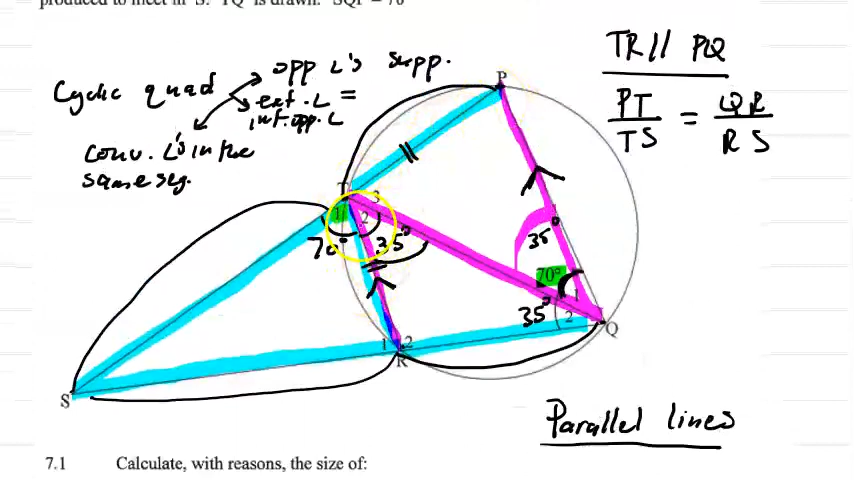 produced to meet in S. TQ is drawn. SQP = 70°
TR // PQ
PT/TS = QR/RS
Cyclic quad
opp L's supp.
ext. L =
int. opp. L
conv. L's in the
same seg.
P
T
3
1
2
70°
35°
35°
70°
1
35°
2
Q
1
2
R
S
Parallel lines
7.1 Calculate, with reasons, the size of: